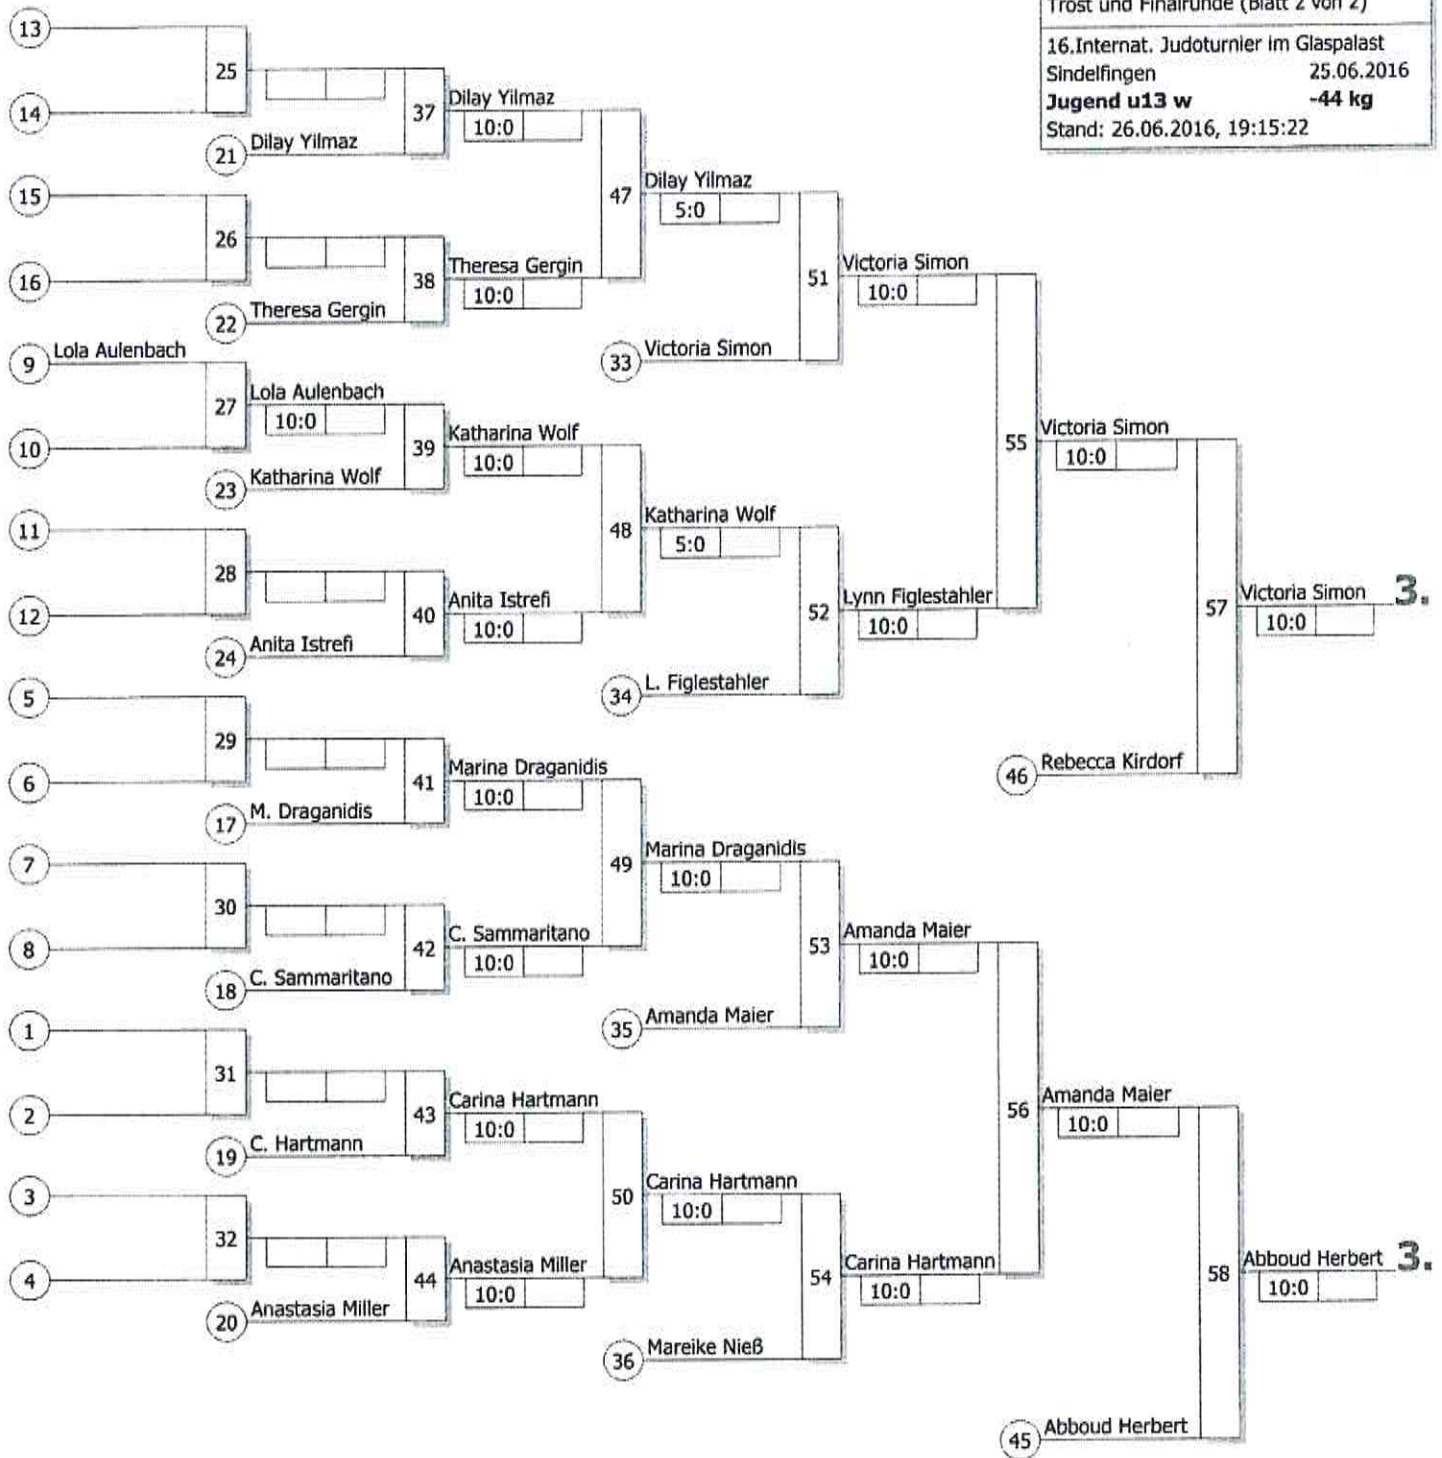 Trost und Finalrunde (Blatt 2 von 2)
16.Internat. Judoturnier im Glaspalast
Sindelfingen 25.06.2016
Jugend u13 w -44 kg
Stand: 26.06.2016, 19:15:22
13
25
14
37
Dilay Yilmaz
10:0
21
Dilay Yilmaz
15
47
Dilay Yilmaz
5:0
26
16
38
Theresa Gergin
10:0
51
Victoria Simon
10:0
22
Theresa Gergin
9
Lola Aulenbach
33
Victoria Simon
27
Lola Aulenbach
10:0
10
39
Katharina Wolf
10:0
55
Victoria Simon
10:0
23
Katharina Wolf
11
48
Katharina Wolf
5:0
28
12
40
Anita Istrefi
10:0
52
Lynn Figlestahler
10:0
57
Victoria Simon
3.
10:0
24
Anita Istrefi
5
34
L. Figlestahler
29
6
41
Marina Draganidis
10:0
46
Rebecca Kirdorf
17
M. Draganidis
7
49
Marina Draganidis
10:0
30
8
42
C. Sammaritano
10:0
53
Amanda Maier
10:0
18
C. Sammaritano
1
35
Amanda Maier
31
2
43
Carina Hartmann
10:0
56
Amanda Maier
10:0
19
C. Hartmann
3
50
Carina Hartmann
10:0
32
4
44
Anastasia Miller
10:0
54
Carina Hartmann
10:0
58
Abboud Herbert
3.
10:0
20
Anastasia Miller
36
Mareike Nieß
45
Abboud Herbert